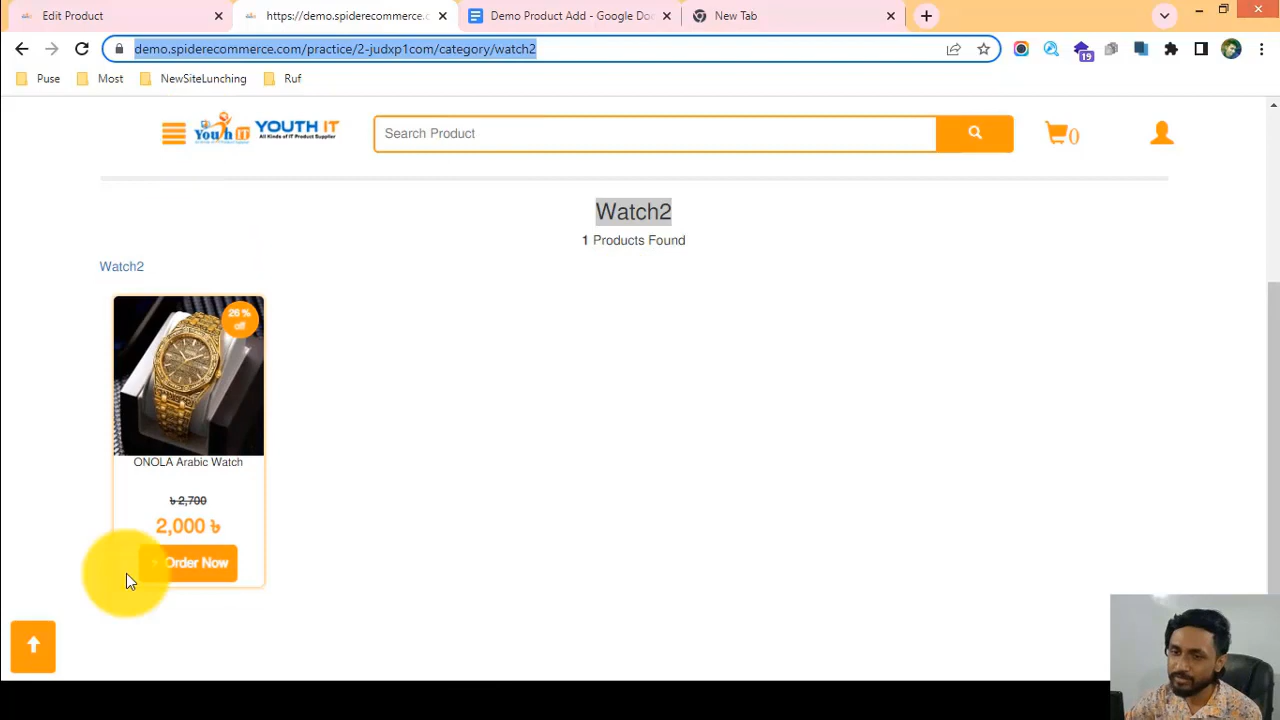 Edit Product
https://demo.spiderecommerce.c
Demo Product Add - Google Do
New Tab
demo.spiderecommerce.com/practice/2-judxp1com/category/watch2
19
Puse
Most
NewSiteLunching
Ruf
Youth IT
YOUTH IT
All Kinds of IT Product Supplier
Search Product
0
Watch2
1 Products Found
Watch2
26 %
off
ONOLA Arabic Watch
৳ 2,700
2,000 ৳
Order Now